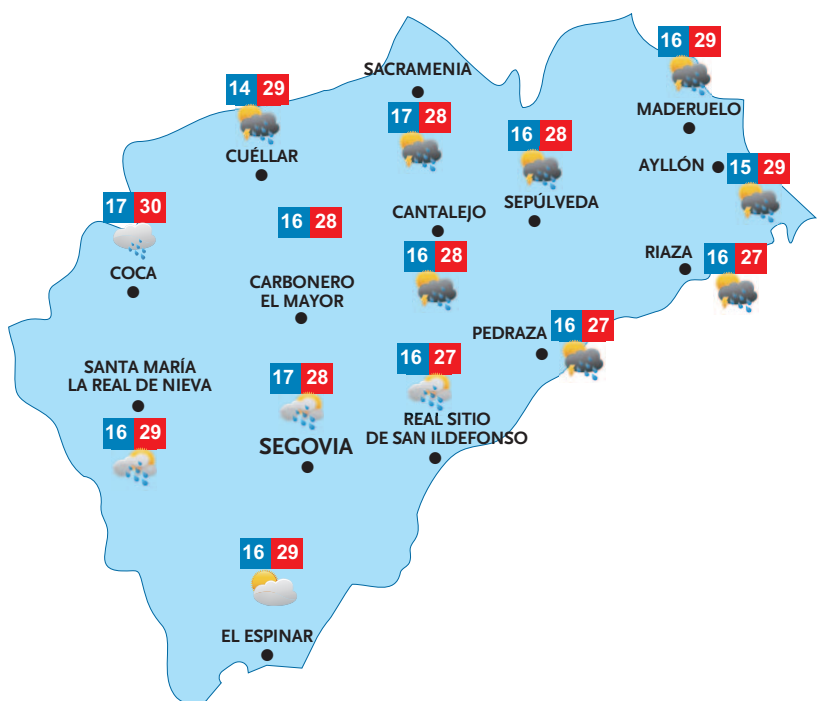 16 29
MADERUELO
SACRAMENIA
17 28
14 29
CUÉLLAR
16 28
SEPÚLVEDA
AYLLÓN
15 29
17 30
COCA
16 28
CARBONERO
EL MAYOR
CANTALEJO
16 28
RIAZA
16 27
PEDRAZA
16 27
SANTA MARÍA
LA REAL DE NIEVA
16 29
17 28
SEGOVIA
16 27
REAL SITIO
DE SAN ILDEFONSO
16 29
EL ESPINAR